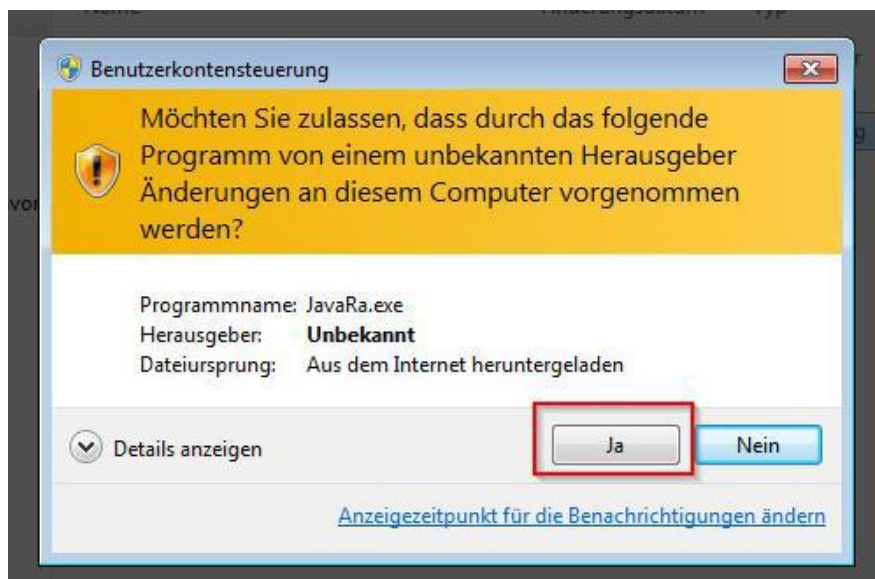 Benutzerkontensteuerung
Möchten Sie zulassen, dass durch das folgende
Programm von einem unbekannten Herausgeber
Änderungen an diesem Computer vorgenommen
werden?
Programmname: JavaRa.exe
Herausgeber: Unbekannt
Dateiursprung: Aus dem Internet heruntergeladen
Details anzeigen
Ja
Nein
Anzeigezeitpunkt für die Benachrichtigungen ändern